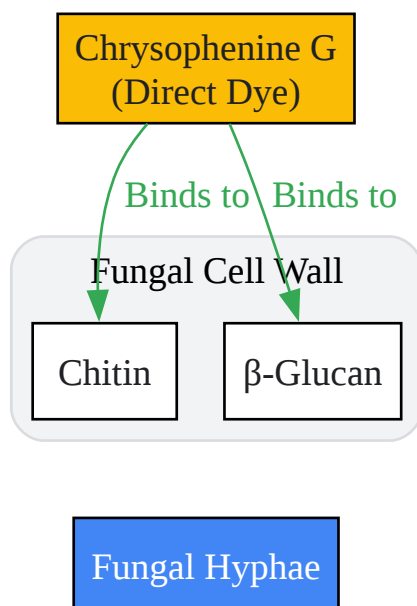 Chrysophenine G
(Direct Dye)
Binds to Binds to
Fungal Cell Wall
Chitin
β-Glucan
Fungal Hyphae